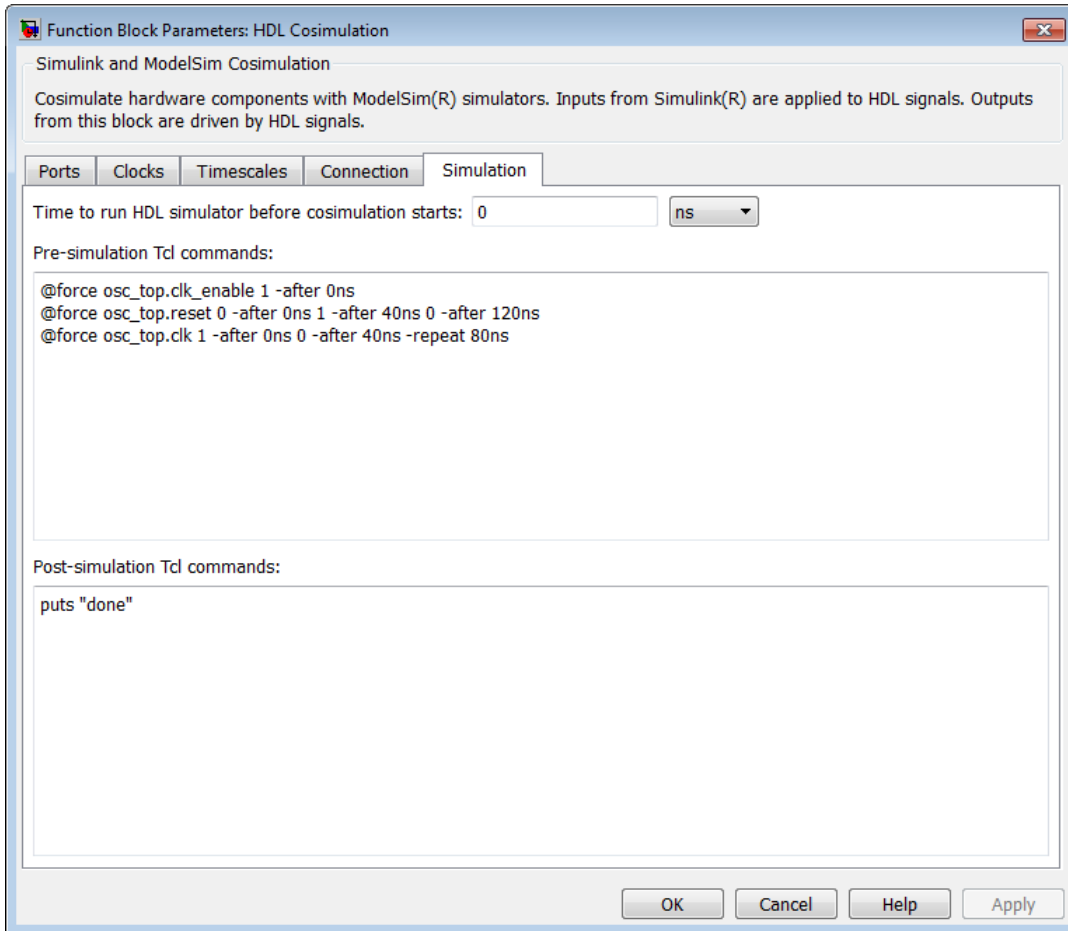 Function Block Parameters: HDL Cosimulation
Simulink and ModelSim Cosimulation
Cosimulate hardware components with ModelSim(R) simulators. Inputs from Simulink(R) are applied to HDL signals. Outputs
from this block are driven by HDL signals.
Ports Clocks Timescales Connection Simulation
Time to run HDL simulator before cosimulation starts: 0 ns
Pre-simulation Tcl commands:
@force osc_top.clk_enable 1 -after 0ns
@force osc_top.reset 0 -after 0ns 1 -after 40ns 0 -after 120ns
@force osc_top.clk 1 -after 0ns 0 -after 40ns -repeat 80ns
Post-simulation Tcl commands:
puts "done"
OK Cancel Help Apply